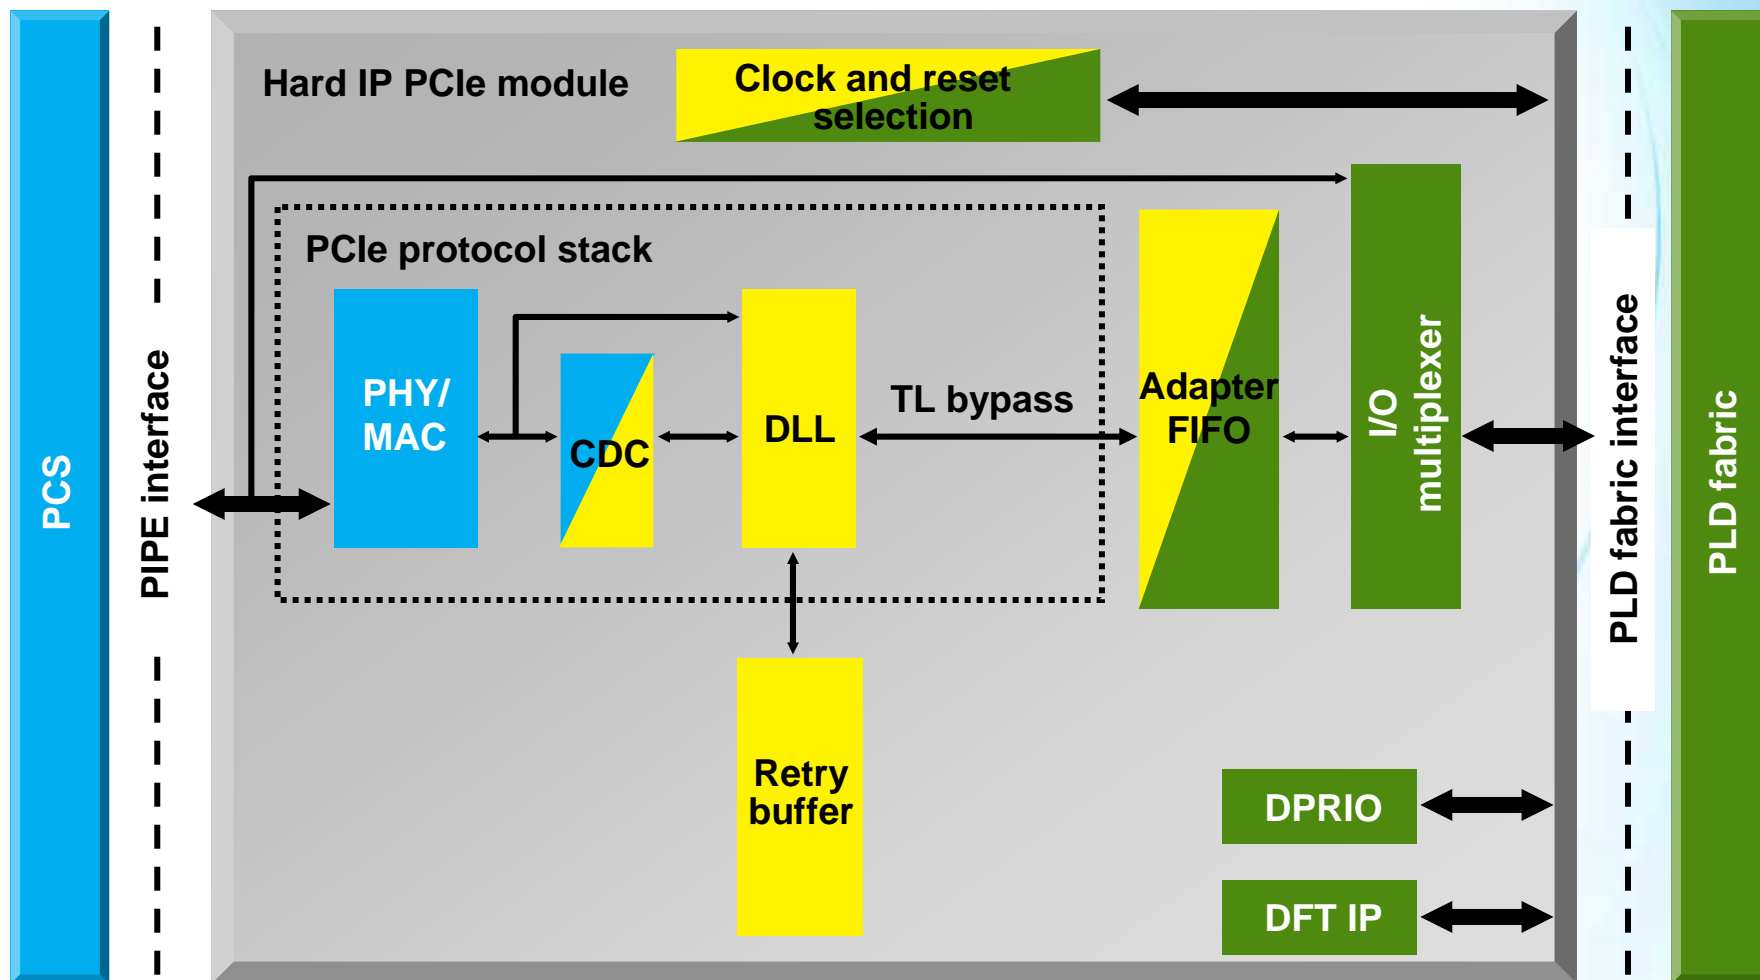 Hard IP PCIe module
Clock and reset
selection
PCIe protocol stack
PCS
PIPE interface
PHY/
MAC
CDC
DLL
TL bypass
Adapter
FIFO
I/O
multiplexer
PLD fabric interface
PLD fabric
Retry
buffer
DPRIO
DFT IP